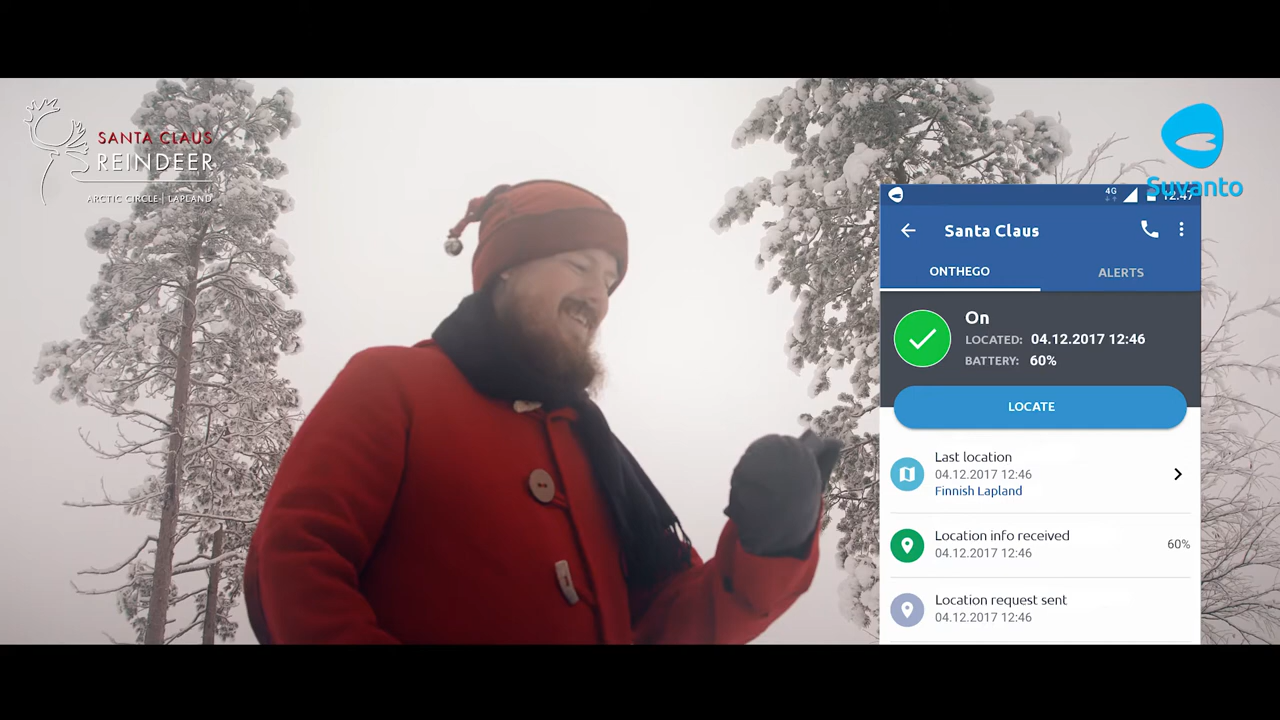 SANTA CLAUS
REINDEER
ARCTIC CIRCLE | LAPLAND
Suvanto
4G
12:47
Santa Claus
ONTHEGO
ALERTS
On
LOCATED: 04.12.2017 12:46
BATTERY: 60%
LOCATE
Last location
04.12.2017 12:46
Finnish Lapland
Location info received
04.12.2017 12:46
60%
Location request sent
04.12.2017 12:46